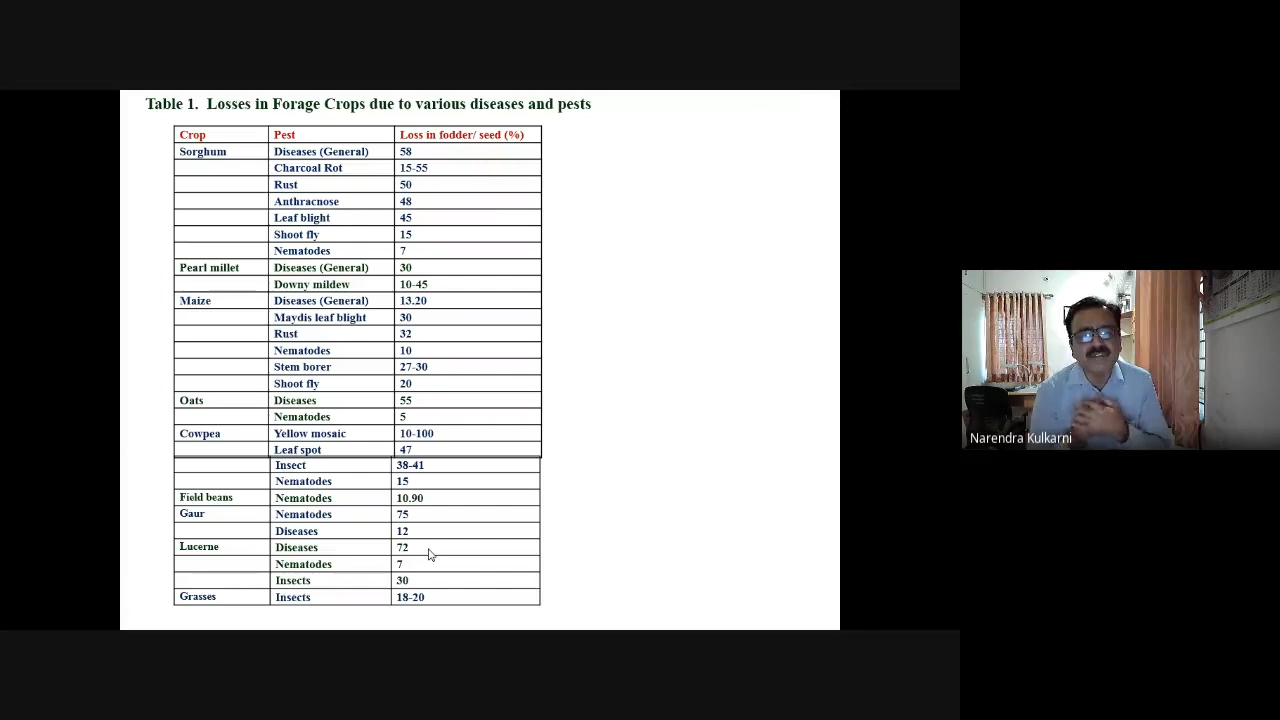 Table 1. Losses in Forage Crops due to various diseases and pests
Crop Pest Loss in fodder/ seed (%)
Sorghum Diseases (General) 58
Charcoal Rot 15-55
Rust 50
Anthracnose 48
Leaf blight 45
Shoot fly 15
Nematodes 7
Pearl millet Diseases (General) 30
Downy mildew 10-45
Maize Diseases (General) 13.20
Maydis leaf blight 30
Rust 32
Nematodes 10
Stem borer 27-30
Shoot fly 20
Oats Diseases 55
Nematodes 5
Cowpea Yellow mosaic 10-100
Leaf spot 47
Insect 38-41
Nematodes 15
Field beans Nematodes 10.90
Gaur Nematodes 75
Diseases 12
Lucerne Diseases 72
Nematodes 7
Insects 30
Grasses Insects 18-20
Narendra Kulkarni